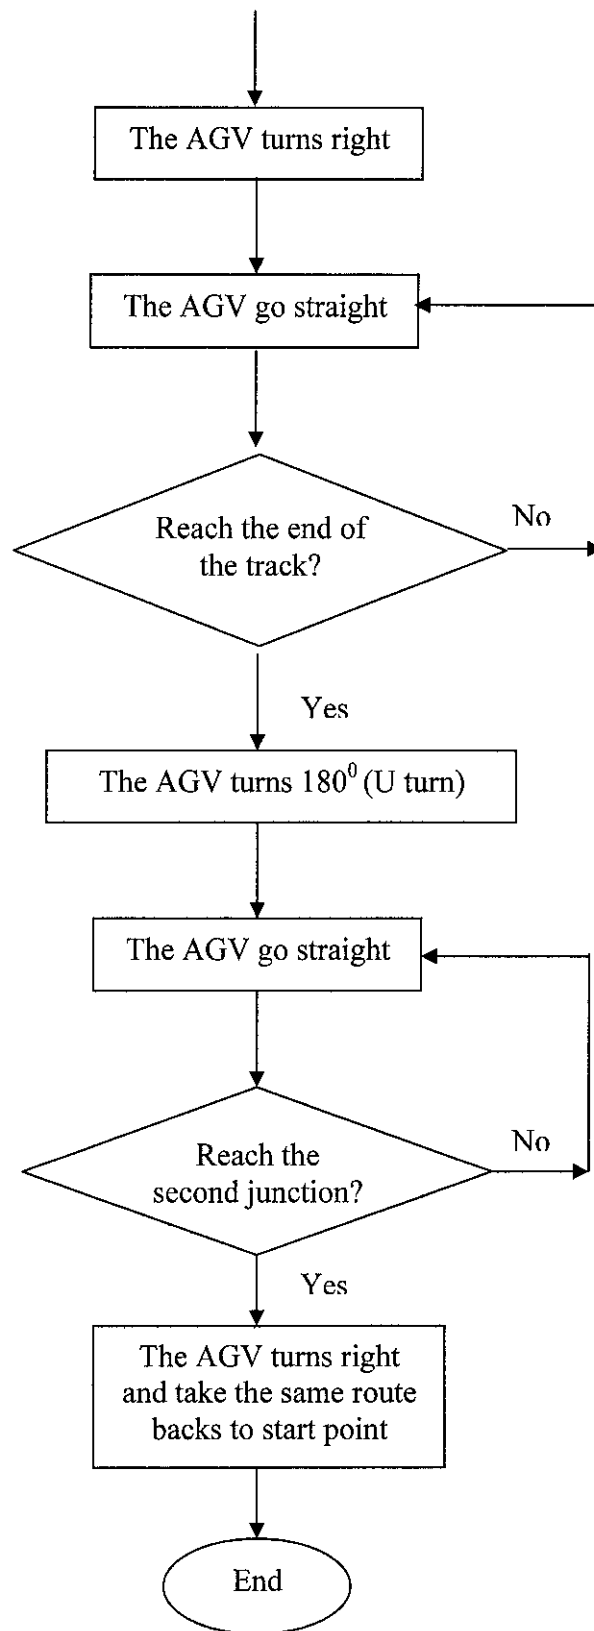 The AGV turns right
The AGV go straight
Reach the end of
the track?
No
Yes
The AGV turns 180⁰ (U turn)
The AGV go straight
Reach the
second junction?
No
Yes
The AGV turns right
and take the same route
backs to start point
End